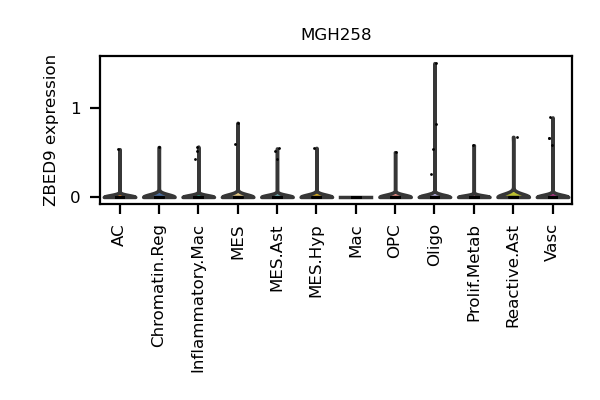 MGH258
ZBED9 expression
1
0
AC
Chromatin.Reg
Inflammatory.Mac
MES
MES.Ast
MES.Hyp
Mac
OPC
Oligo
Prolif.Metab
Reactive.Ast
Vasc